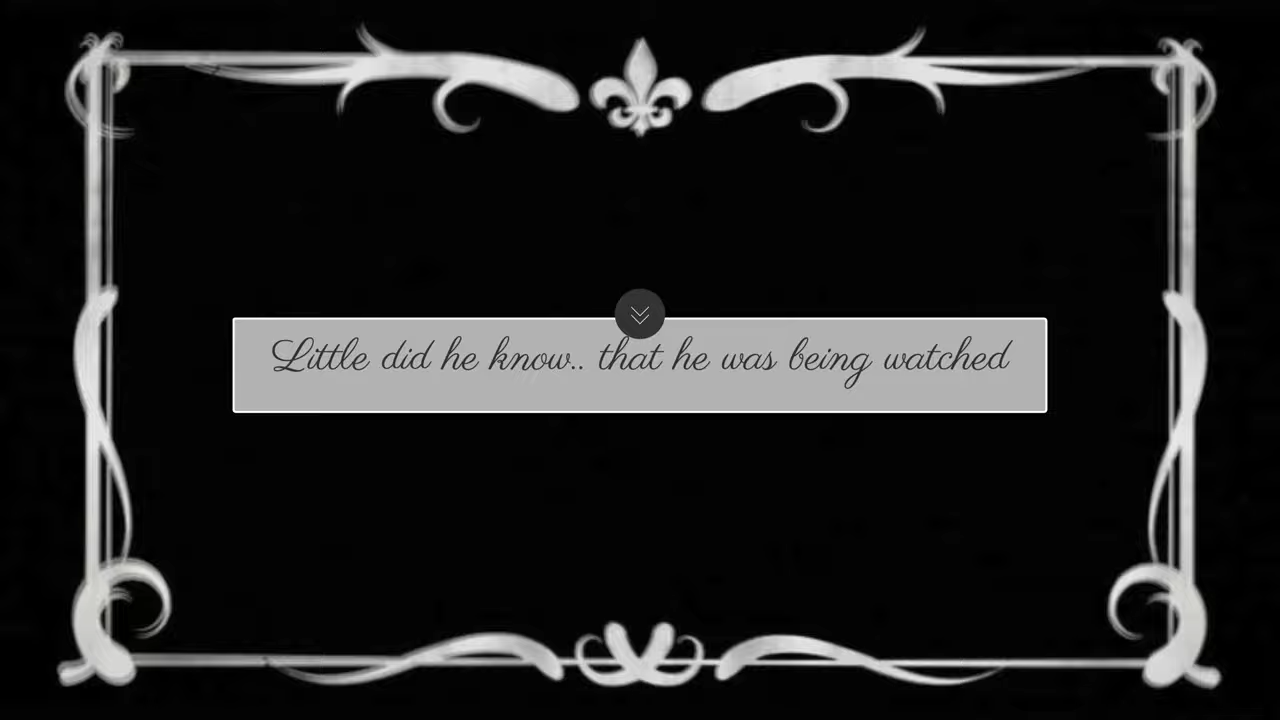 Little did he know.. that he was being watched